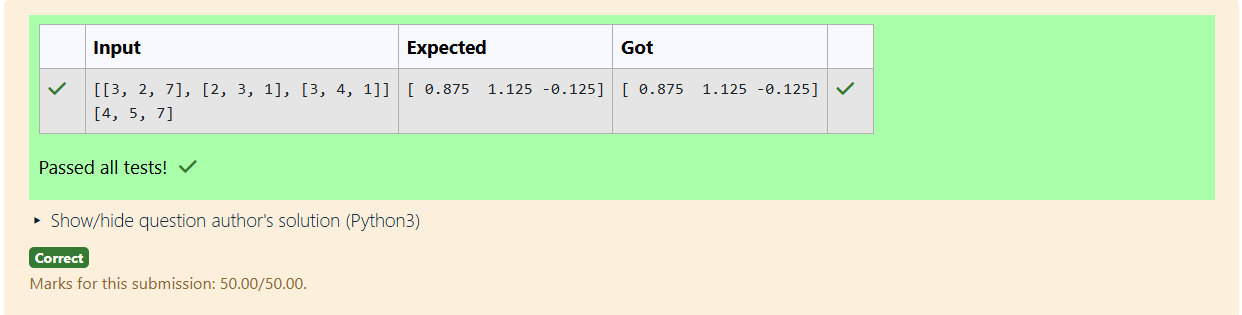 Input Expected Got
[[3, 2, 7], [2, 3, 1], [3, 4, 1]] [ 0.875  1.125 -0.125] [ 0.875  1.125 -0.125]
[4, 5, 7]
Passed all tests!
Show/hide question author's solution (Python3)
Correct
Marks for this submission: 50.00/50.00.